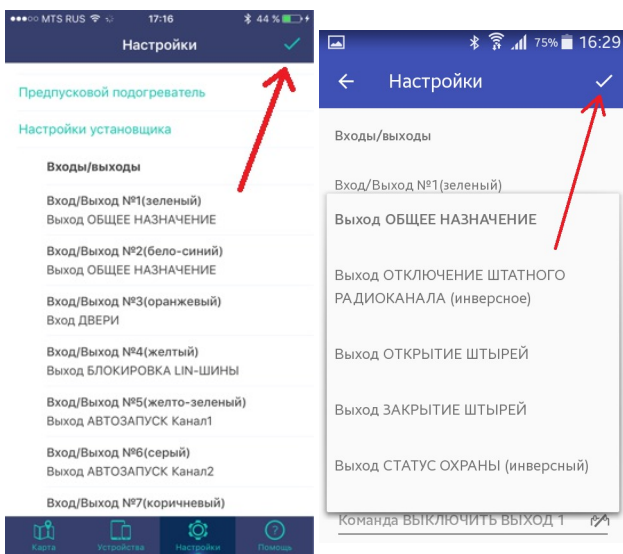 MTS RUS 17:16 44 %
Настройки
Предпусковой подогреватель
Настройки установщика
Входы/выходы
Вход/Выход №1(зеленый)
Выход ОБЩЕЕ НАЗНАЧЕНИЕ
Вход/Выход №2(бело-синий)
Выход ОБЩЕЕ НАЗНАЧЕНИЕ
Вход/Выход №3(оранжевый)
Вход ДВЕРИ
Вход/Выход №4(желтый)
Выход БЛОКИРОВКА LIN-ШИНЫ
Вход/Выход №5(желто-зеленый)
Выход АВТОЗАПУСК Канал1
Вход/Выход №6(серый)
Выход АВТОЗАПУСК Канал2
Вход/Выход №7(коричневый)
Карта Устройства Настройки Помощь
75% 16:29
Настройки
Входы/выходы
Вход/Выход №1(зеленый)
Выход ОБЩЕЕ НАЗНАЧЕНИЕ
Выход ОТКЛЮЧЕНИЕ ШТАТНОГО
РАДИОКАНАЛА (инверсное)
Выход ОТКРЫТИЕ ШТЫРЕЙ
Выход ЗАКРЫТИЕ ШТЫРЕЙ
Выход СТАТУС ОХРАНЫ (инверсный)
Команда ВЫКЛЮЧИТЬ ВЫХОД 1